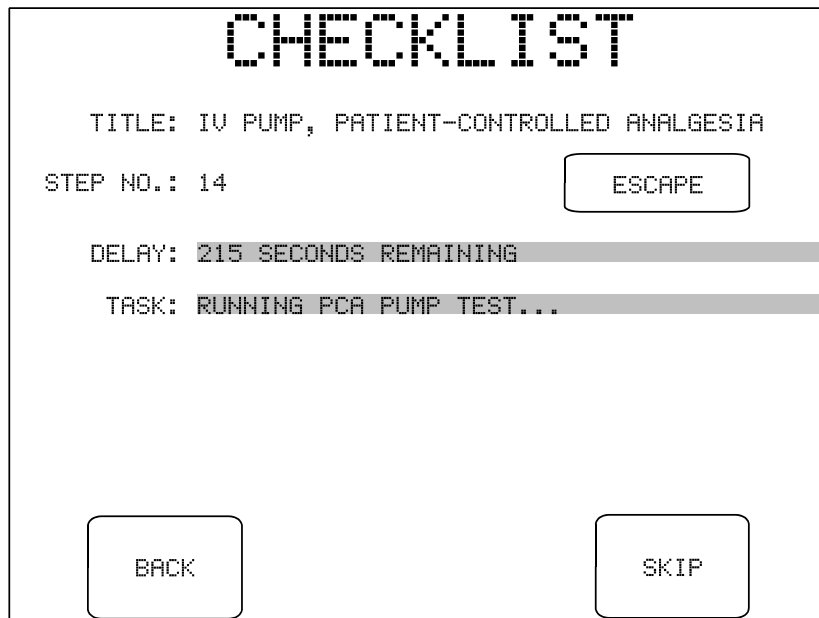 CHECKLIST
TITLE: IV PUMP, PATIENT-CONTROLLED ANALGESIA
STEP NO.: 14
ESCAPE
DELAY: 215 SECONDS REMAINING
TASK: RUNNING PCA PUMP TEST...
BACK
SKIP